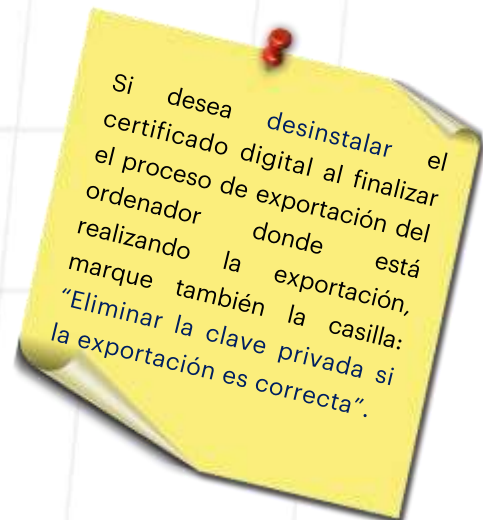 Si desea desinstalar el
certificado digital al finalizar
el proceso de exportación del
ordenador donde está
realizando la exportación,
marque también la casilla:
“Eliminar la clave privada si
la exportación es correcta”.